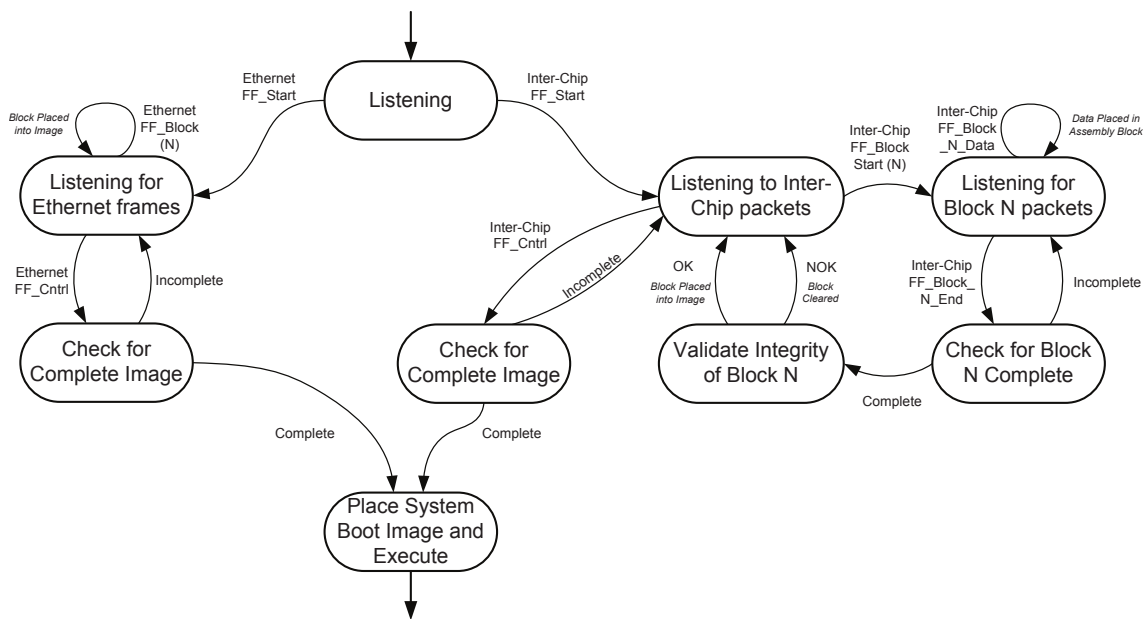 Listening
Ethernet
FF_Start
Inter-Chip
FF_Start
Block Placed
into Image
Ethernet
FF_Block
(N)
Listening for
Ethernet frames
Ethernet
FF_Cntrl
Incomplete
Check for
Complete Image
Complete
Listening to Inter-
Chip packets
Inter-Chip
FF_Cntrl
Incomplete
Check for
Complete Image
Complete
Inter-Chip
FF_Block
Start (N)
Inter-Chip
FF_Block
_N_Data
Data Placed in
Assembly Block
Listening for
Block N packets
Inter-Chip
FF_Block_
N_End
Incomplete
Check for Block
N Complete
Complete
Validate Integrity
of Block N
OK
Block Placed
into Image
NOK
Block
Cleared
Place System
Boot Image and
Execute